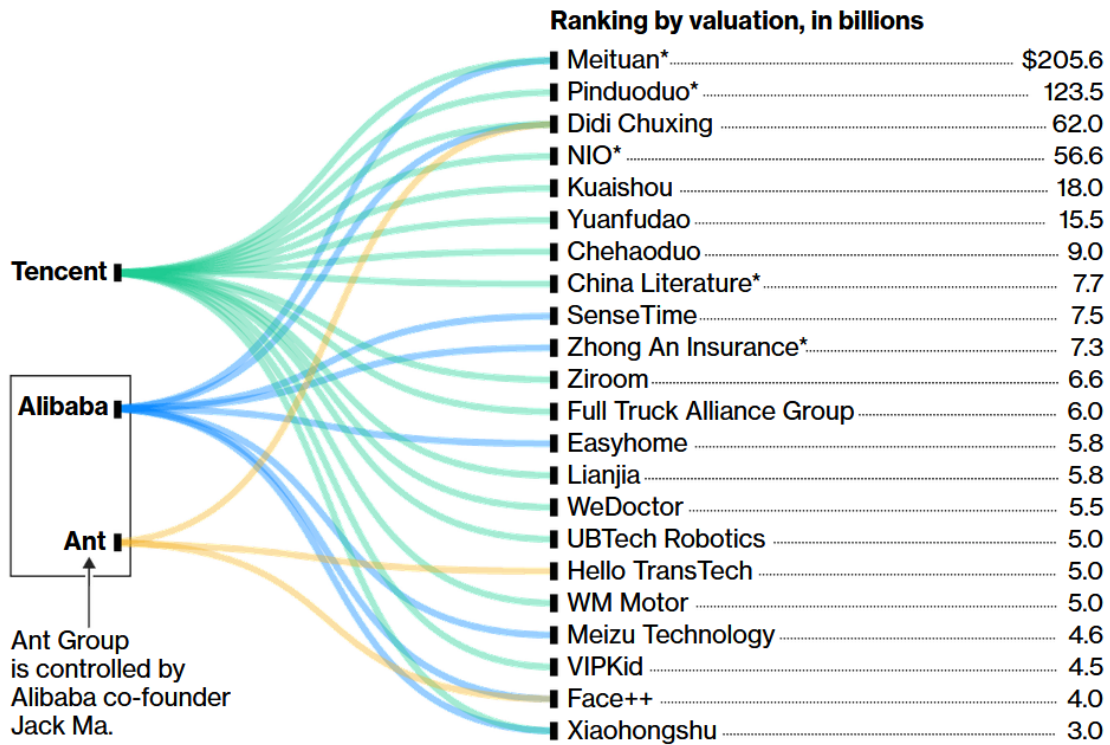 Ranking by valuation, in billions
Meituan* $205.6
Pinduoduo* 123.5
Didi Chuxing 62.0
NIO* 56.6
Kuaishou 18.0
Yuanfudao 15.5
Chehaoduo 9.0
China Literature* 7.7
SenseTime 7.5
Zhong An Insurance* 7.3
Ziroom 6.6
Full Truck Alliance Group 6.0
Easyhome 5.8
Lianjia 5.8
WeDoctor 5.5
UBTech Robotics 5.0
Hello TransTech 5.0
WM Motor 5.0
Meizu Technology 4.6
VIPKid 4.5
Face++ 4.0
Xiaohongshu 3.0
Tencent
Alibaba
Ant
Ant Group
is controlled by
Alibaba co-founder
Jack Ma.